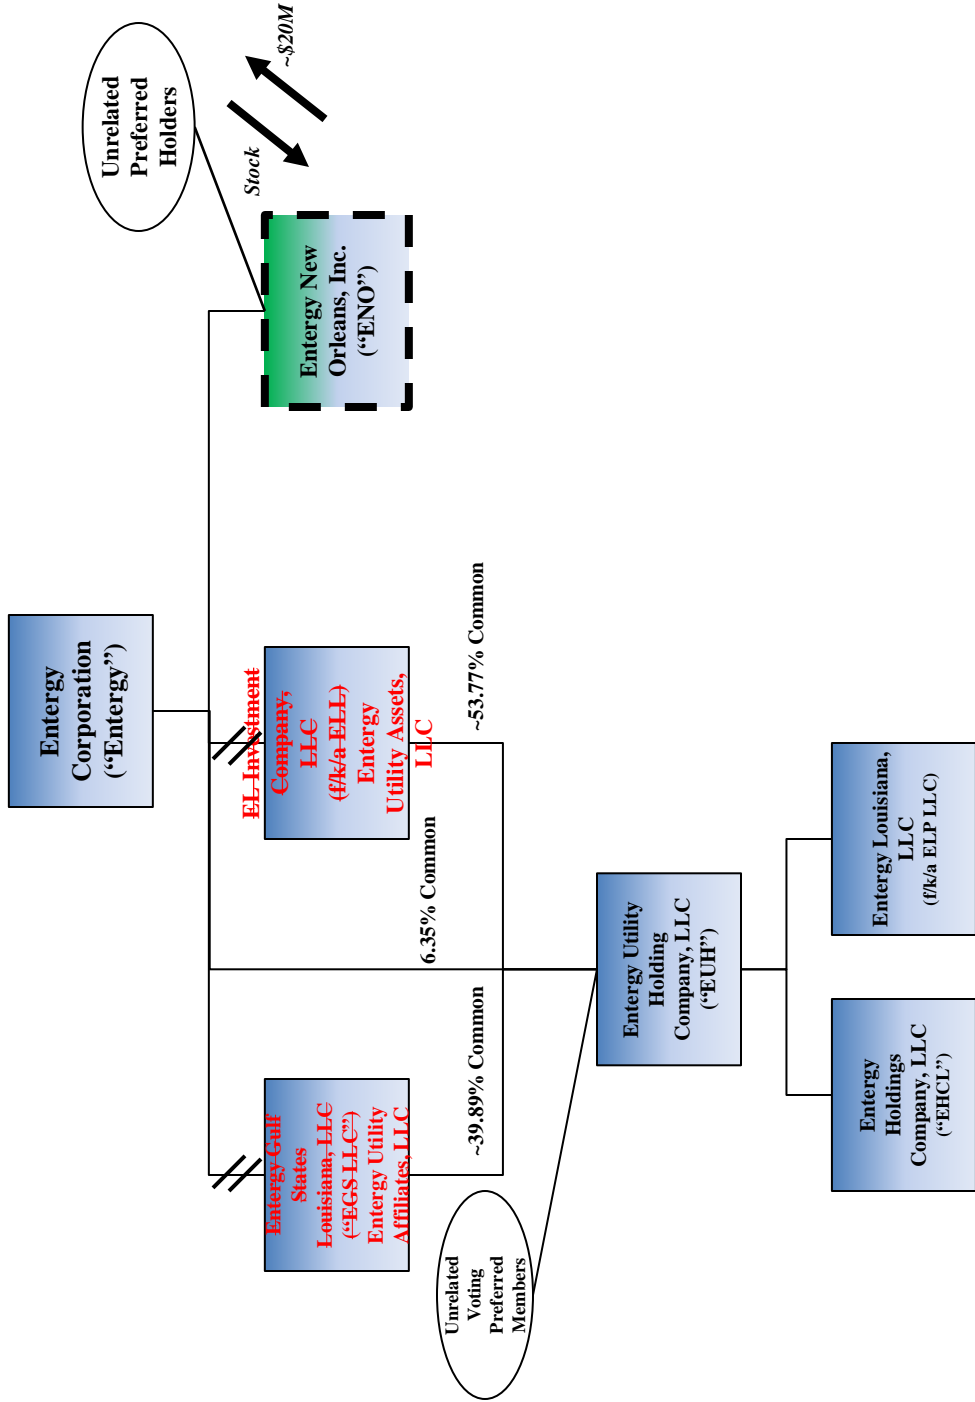 Entergy
Corporation
(“Entergy”)
Unrelated
Preferred
Holders
~$20M
Stock
Entergy Gulf
States
Louisiana, LLC
(“EGS LLC”)
Entergy Utility
Affiliates, LLC
EL Investment
Company,
LLC
(f/k/a ELL)
Entergy
Utility Assets,
LLC
Entergy New
Orleans, Inc.
(“ENO”)
~39.89% Common
6.35% Common
~53.77% Common
Unrelated
Voting
Preferred
Members
Entergy Utility
Holding
Company, LLC
(“EUH”)
Entergy
Holdings
Company, LLC
(“EHCL”)
Entergy Louisiana,
LLC
(f/k/a ELP LLC)